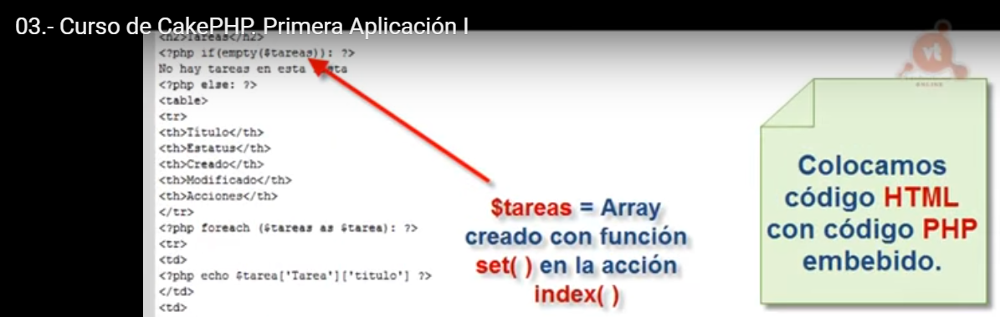 03.- Curso de CakePHP. Primera Aplicación I
<h2>Tareas</h2>
<?php if(empty($tareas)): ?>
No hay tareas en esta
<?php else: ?>
<table>
<tr>
<th>Titulo</th>
<th>Estatus</th>
<th>Creado</th>
<th>Modificado</th>
<th>Acciones</th>
</tr>
<?php foreach ($tareas as $tarea): ?>
<tr>
<td>
<?php echo $tarea['Tarea']['titulo'] ?>
</td>
<td>
$tareas = Array
creado con función
set( ) en la acción
index( )
vt
ONLINE
Colocamos
código HTML
con código PHP
embebido.